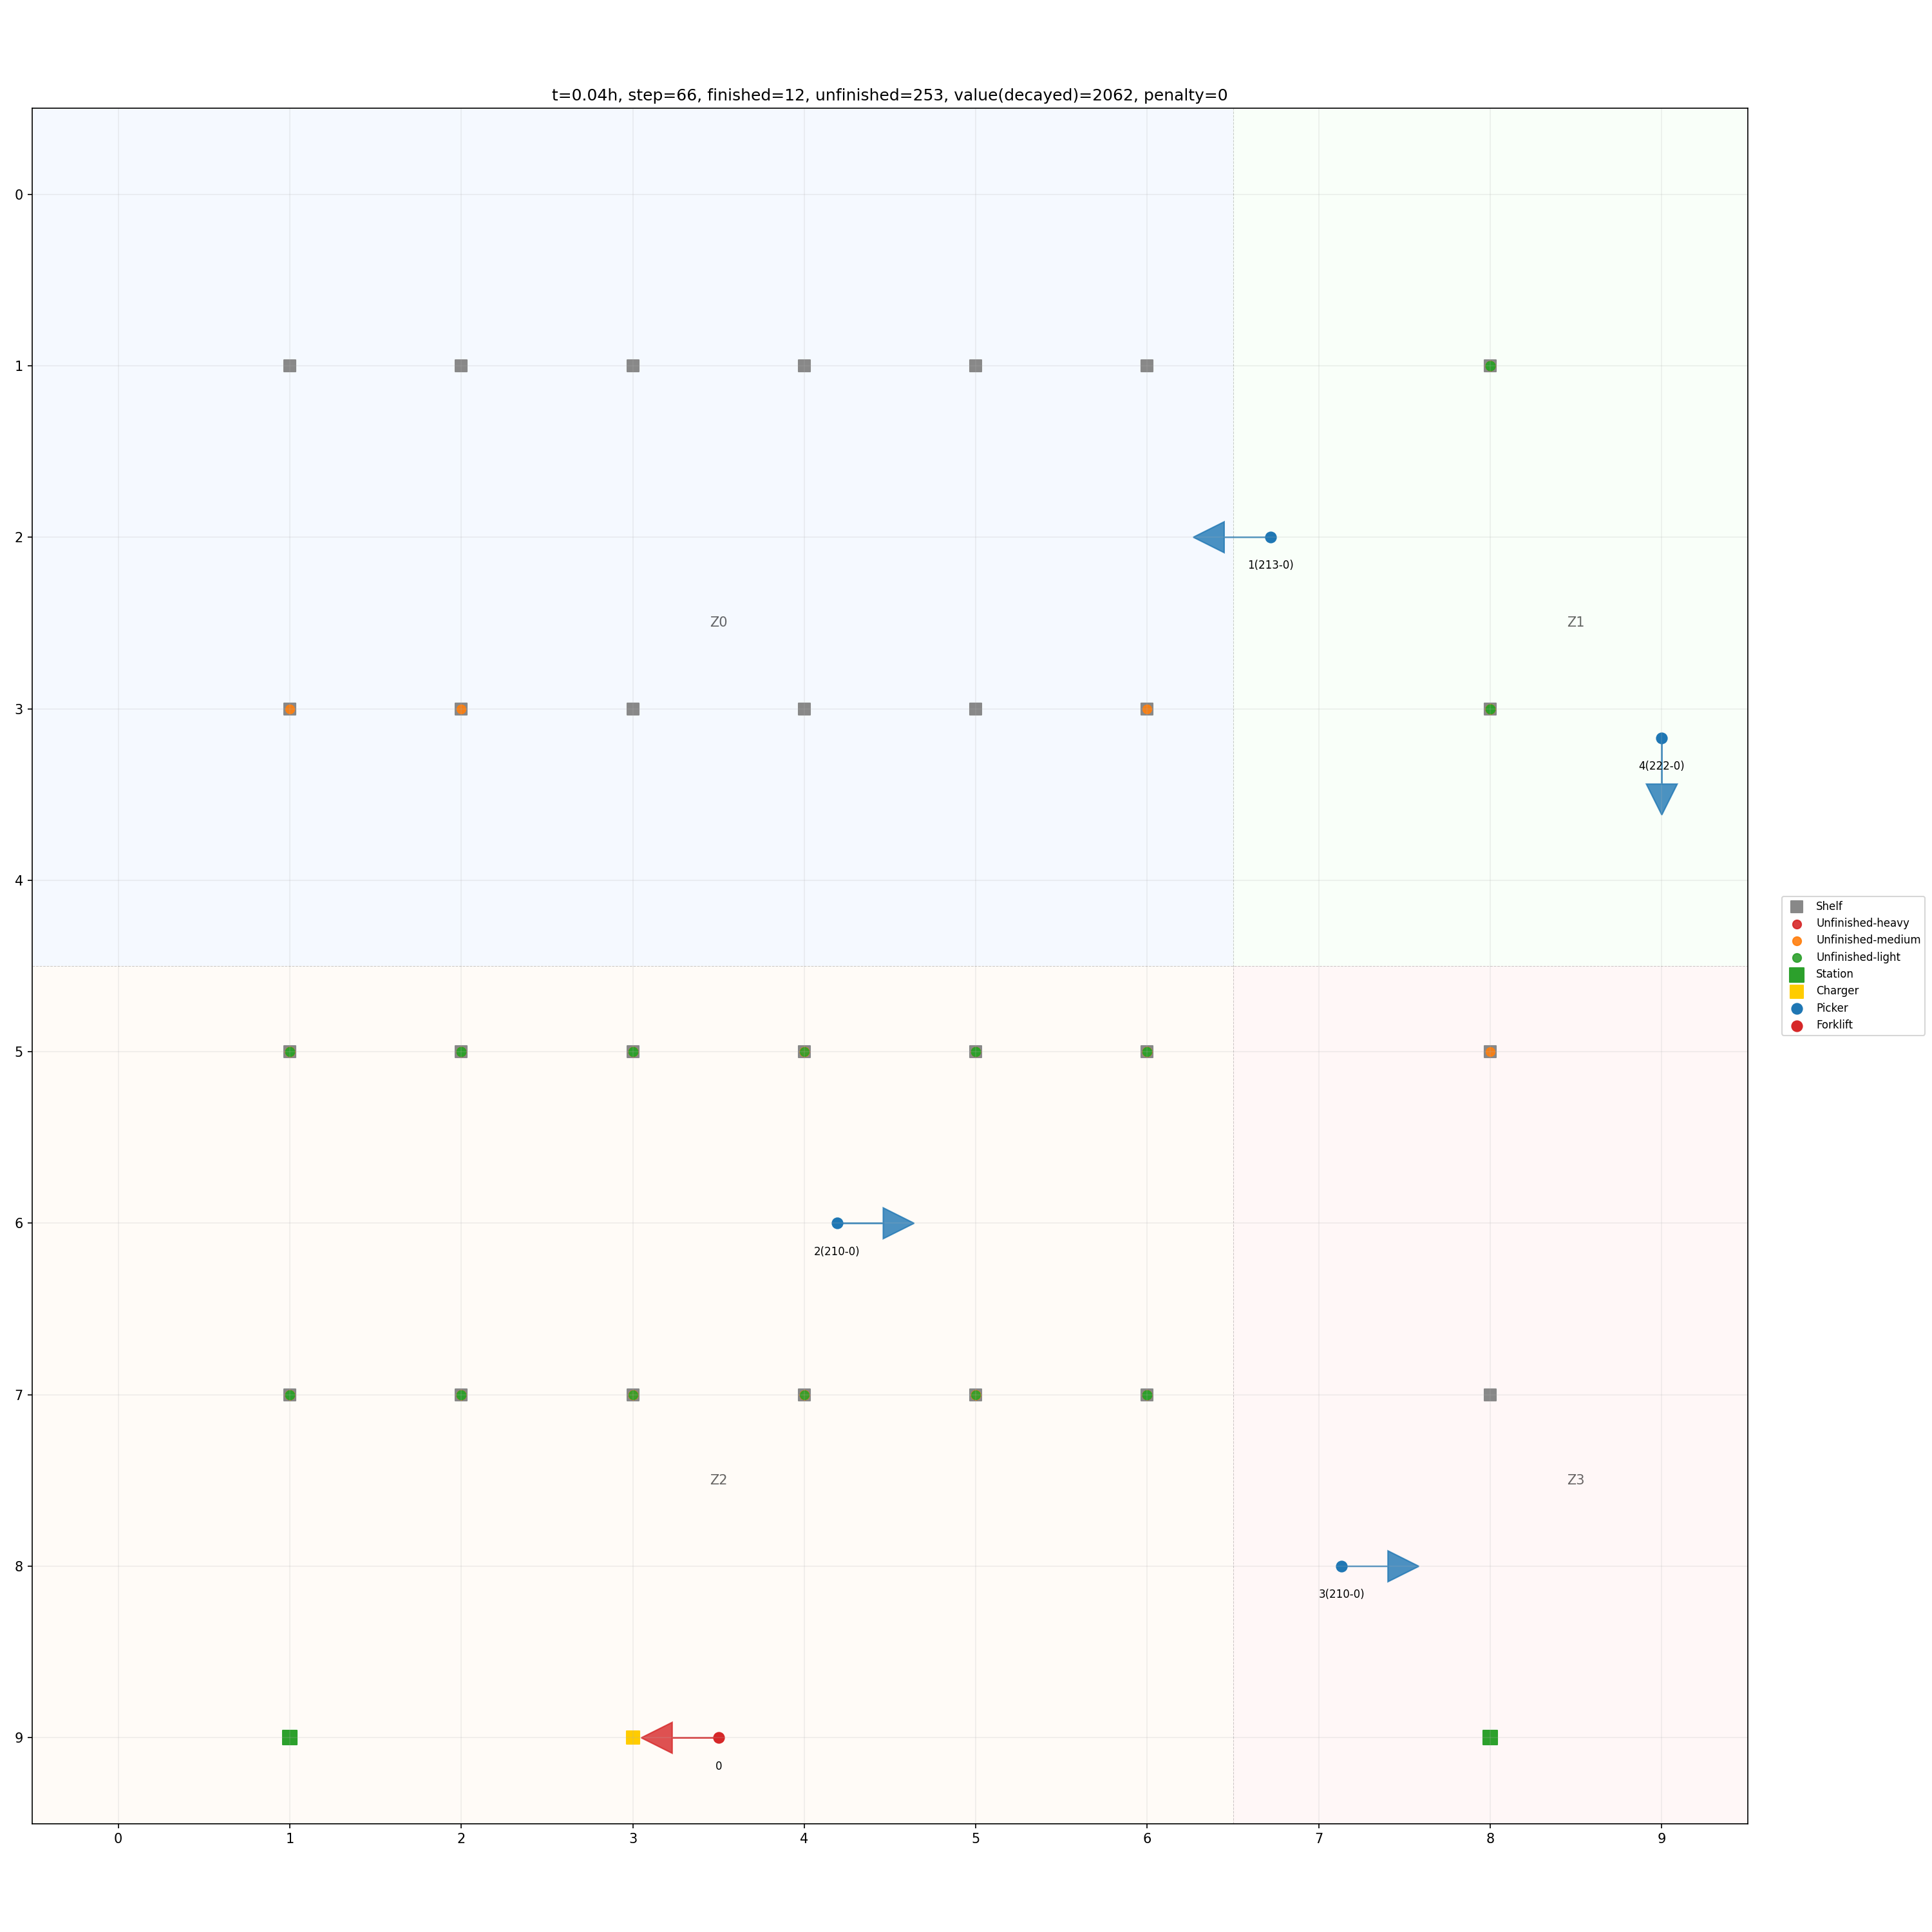 t=0.04h, step=66, finished=12, unfinished=253, value(decayed)=2062, penalty=0
0
1
2
1(213-0)
Z0
Z1
3
4(222-0)
4
Shelf
Unfinished-heavy
Unfinished-medium
Unfinished-light
Station
Charger
Picker
Forklift
5
6
2(210-0)
7
Z2
Z3
8
3(210-0)
9
0
0 1 2 3 4 5 6 7 8 9